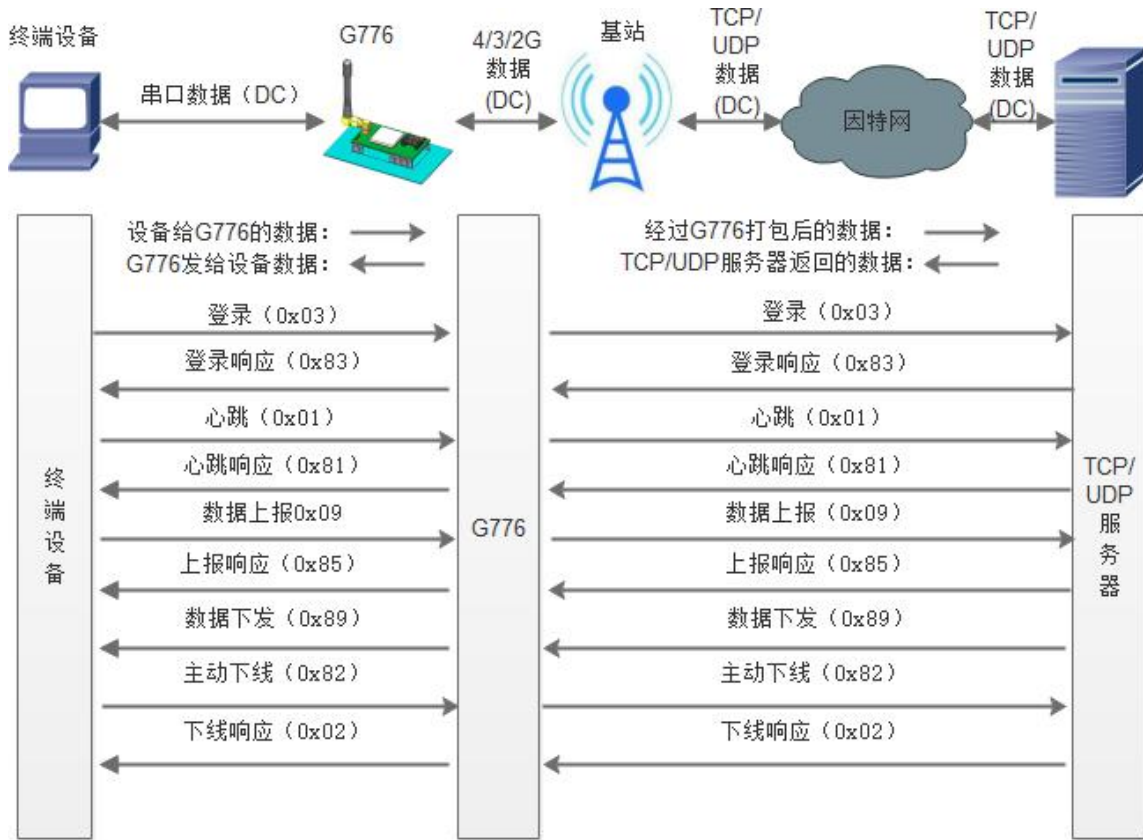 终端设备
G776
基站
TCP/
UDP
数据
(DC)
TCP/
UDP
数据
(DC)
串口数据（DC）
4/3/2G
数据
(DC)
因特网
设备给G776的数据：
G776发给设备数据：
经过G776打包后的数据：
TCP/UDP服务器返回的数据：
登录（0x03）
登录（0x03）
登录响应（0x83）
登录响应（0x83）
心跳（0x01）
心跳（0x01）
心跳响应（0x81）
心跳响应（0x81）
数据上报0x09
数据上报（0x09）
上报响应（0x85）
上报响应（0x85）
数据下发（0x89）
数据下发（0x89）
主动下线（0x82）
主动下线（0x82）
下线响应（0x02）
下线响应（0x02）
终
端
设
备
G776
TCP/
UDP
服
务
器